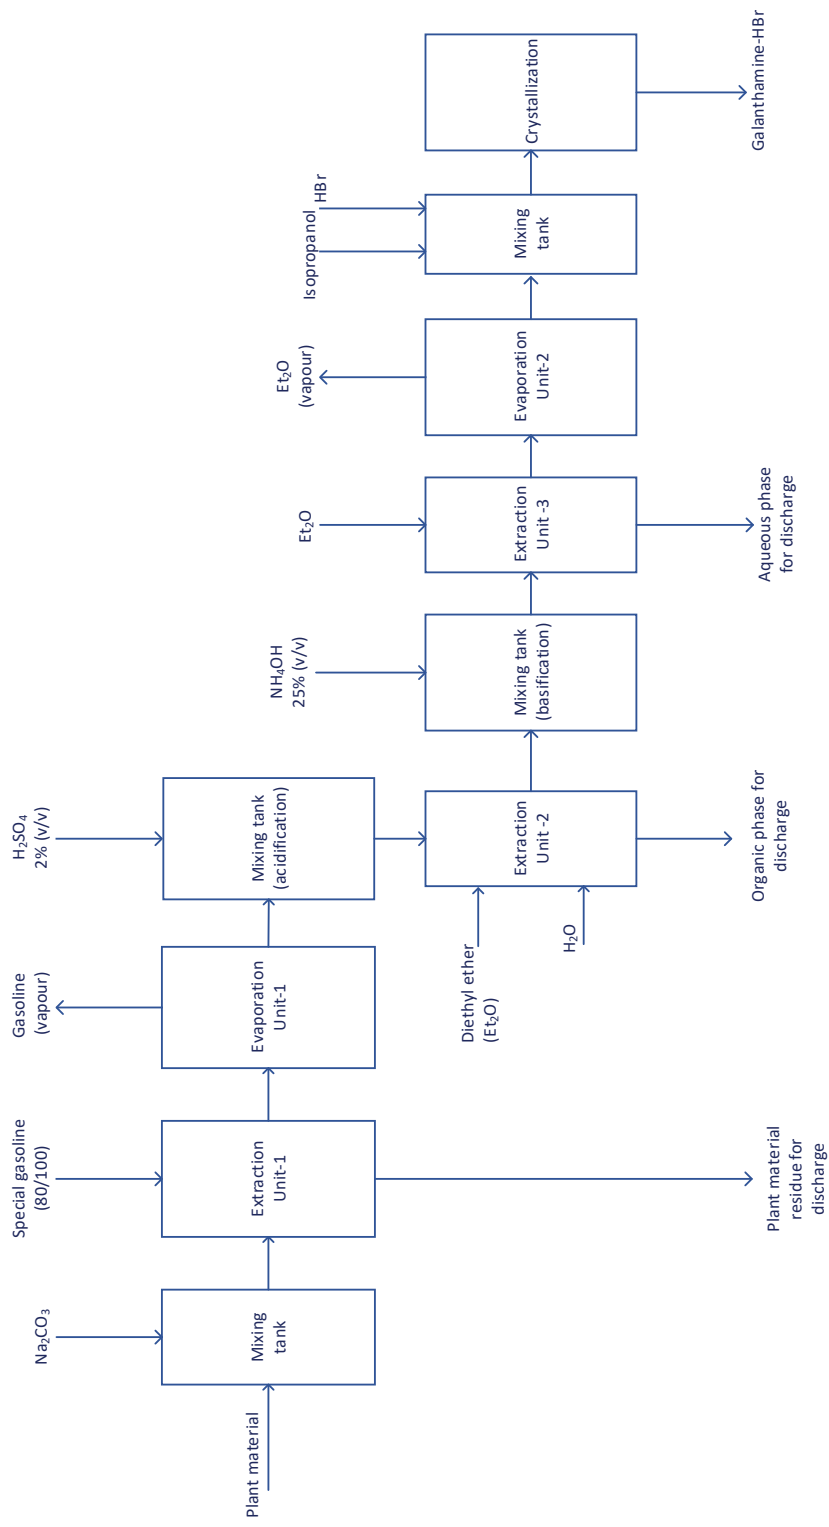 Plant material
Na₂CO₃
Mixing
tank
Special gasoline
(80/100)
Extraction
Unit-1
Plant material
residue for
discharge
Gasoline
(vapour)
Evaporation
Unit-1
H₂SO₄
2% (v/v)
Mixing tank
(acidification)
Diethyl ether
(Et₂O)
H₂O
Extraction
Unit -2
Organic phase for
discharge
NH₄OH
25% (v/v)
Mixing tank
(basification)
Et₂O
Extraction
Unit -3
Aqueous phase
for discharge
Et₂O
(vapour)
Evaporation
Unit-2
Isopropanol
HBr
Mixing
tank
Crystallization
Galanthamine-HBr